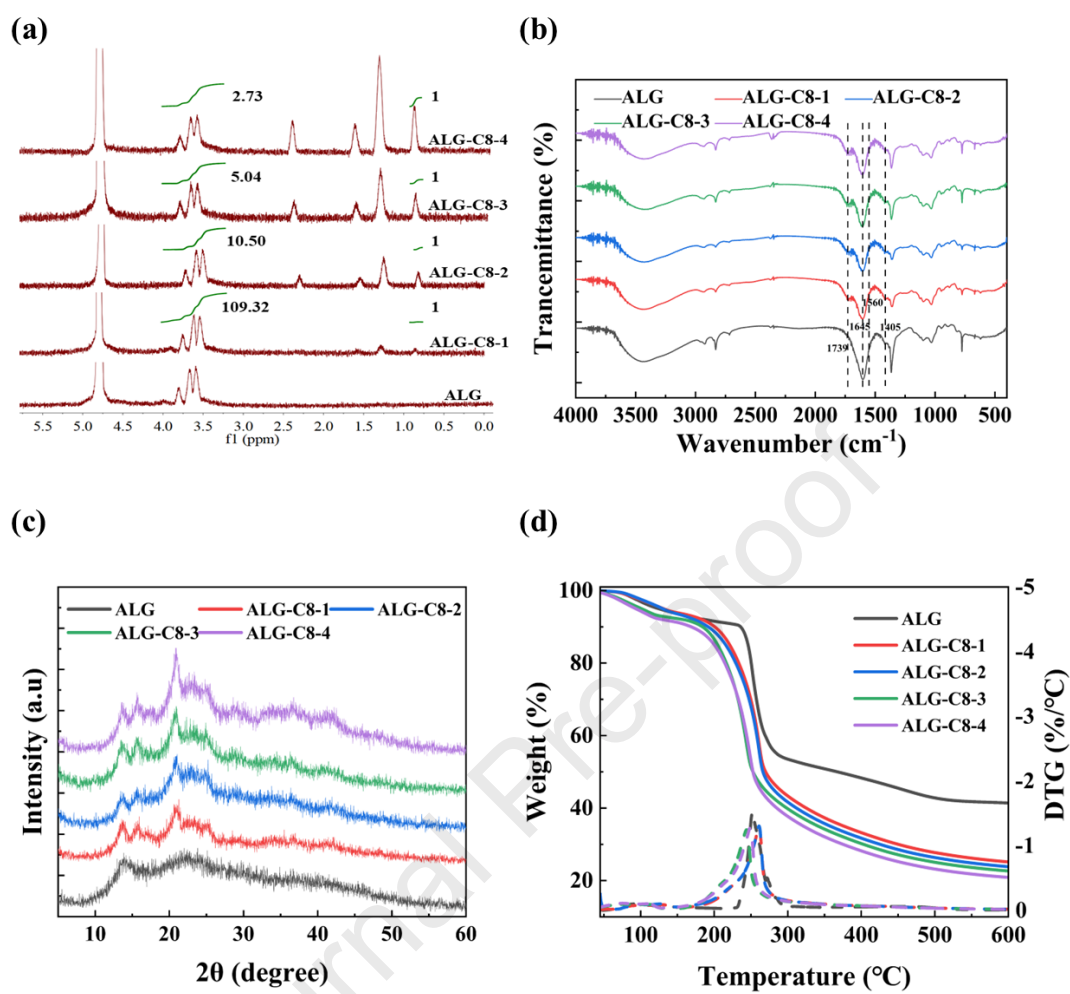 (a)
2.73
1
ALG-C8-4
5.04
1
ALG-C8-3
10.50
1
ALG-C8-2
109.32
1
ALG-C8-1
ALG
5.5 5.0 4.5 4.0 3.5 3.0 2.5 2.0 1.5 1.0 0.5 0.0
f1 (ppm)
(b)
ALG ALG-C8-1 ALG-C8-2
ALG-C8-3 ALG-C8-4
Trancemittance (%)
1560
1645 1405
1739
4000 3500 3000 2500 2000 1500 1000 500
Wavenumber (cm-1)
(c)
ALG ALG-C8-1 ALG-C8-2
ALG-C8-3 ALG-C8-4
Intensity (a.u)
10 20 30 40 50 60
2θ (degree)
(d)
100
80
60
40
20
Weight (%)
ALG
ALG-C8-1
ALG-C8-2
ALG-C8-3
ALG-C8-4
-5
-4
-3
-2
-1
0
DTG (%/°C)
100 200 300 400 500 600
Temperature (°C)
urnal Pre-proof